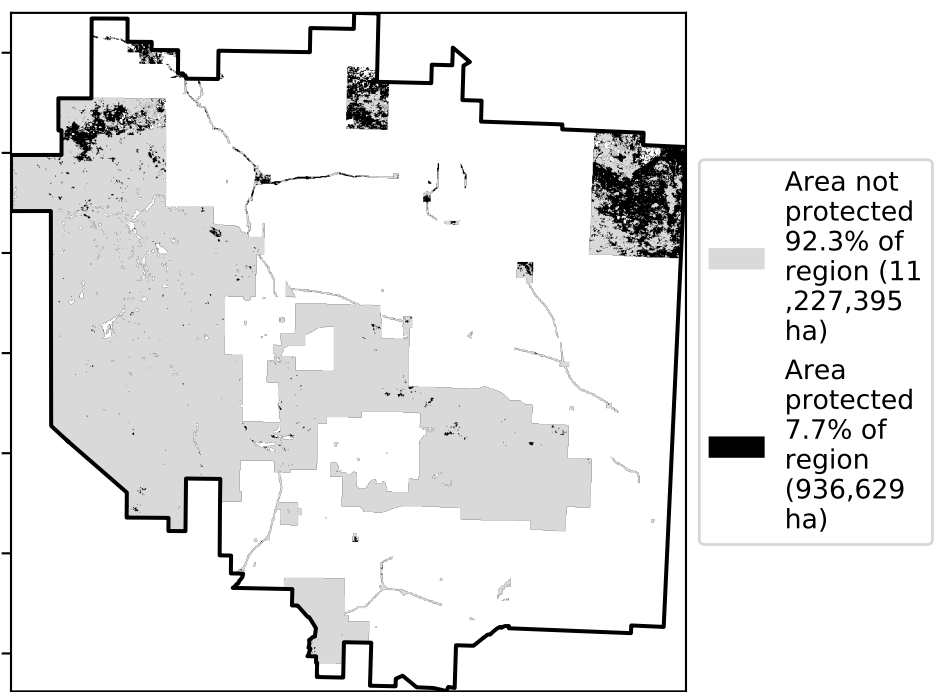 Area not
protected
92.3% of
region (11
,227,395
ha)
Area
protected
7.7% of
region
(936,629
ha)